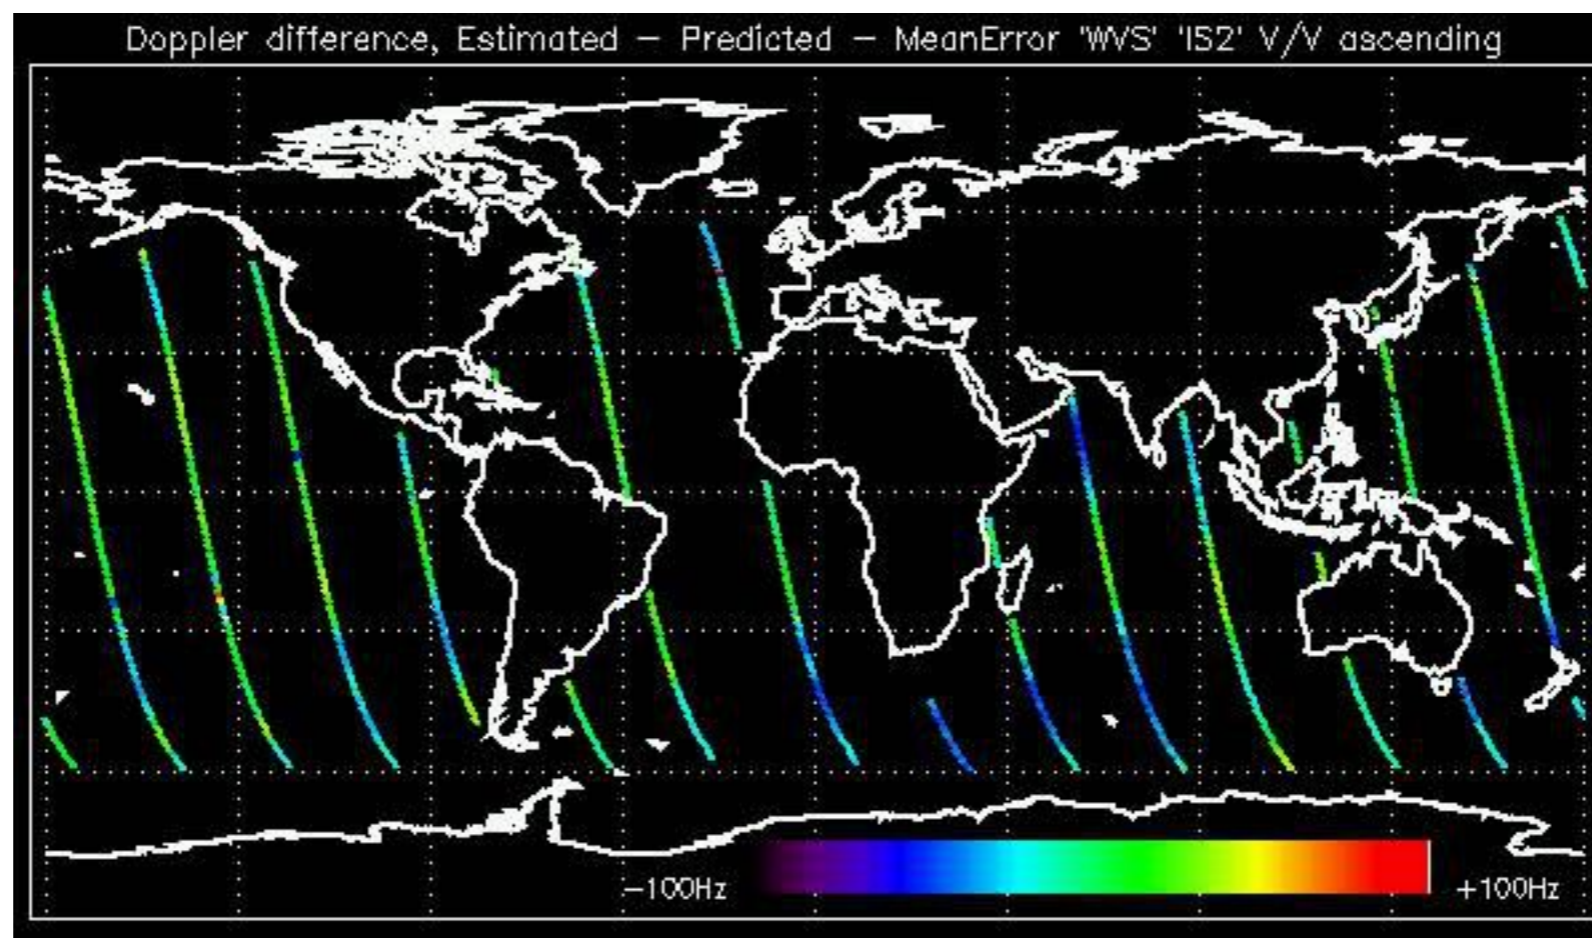 Doppler difference, Estimated – Predicted – MeanError 'WVS' 'IS2' V/V ascending
–100Hz +100Hz